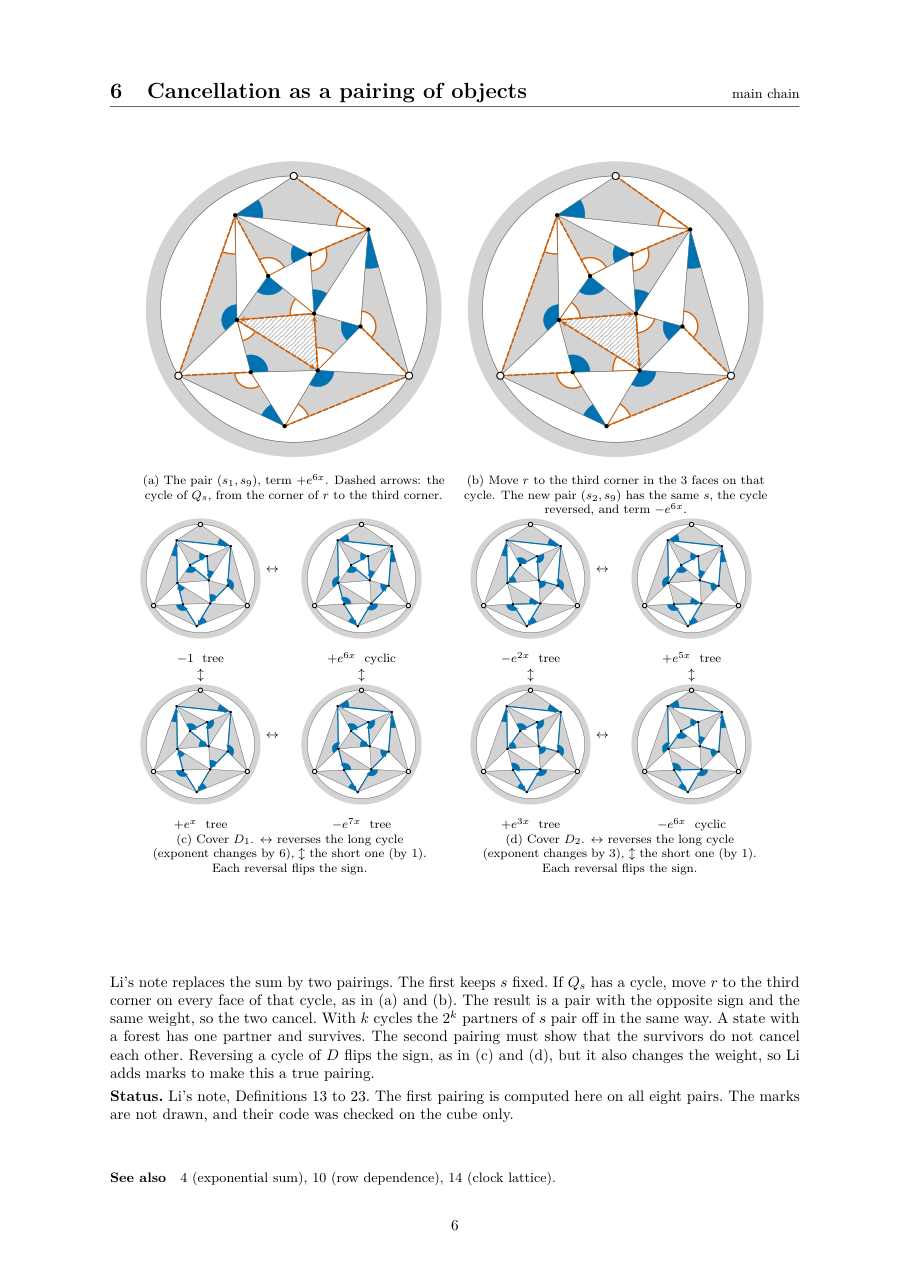 6 Cancellation as a pairing of objects main chain
(a) The pair (s₁, s₉), term +e⁶ˣ. Dashed arrows: the
cycle of Qₛ, from the corner of r to the third corner.
(b) Move r to the third corner in the 3 faces on that
cycle. The new pair (s₂, s₉) has the same s, the cycle
reversed, and term −e⁶ˣ.
↔ ↔
−1 tree +e⁶ˣ cyclic −e²ˣ tree +e⁵ˣ tree
↕ ↕ ↕ ↕
↔ ↔
+eˣ tree −e⁷ˣ tree +e³ˣ tree −e⁶ˣ cyclic
(c) Cover D₁. ↔ reverses the long cycle
(exponent changes by 6), ↕ the short one (by 1).
Each reversal flips the sign.
(d) Cover D₂. ↔ reverses the long cycle
(exponent changes by 3), ↕ the short one (by 1).
Each reversal flips the sign.
Li’s note replaces the sum by two pairings. The first keeps s fixed. If Qₛ has a cycle, move r to the third
corner on every face of that cycle, as in (a) and (b). The result is a pair with the opposite sign and the
same weight, so the two cancel. With k cycles the 2ᵏ partners of s pair off in the same way. A state with
a forest has one partner and survives. The second pairing must show that the survivors do not cancel
each other. Reversing a cycle of D flips the sign, as in (c) and (d), but it also changes the weight, so Li
adds marks to make this a true pairing.
Status. Li’s note, Definitions 13 to 23. The first pairing is computed here on all eight pairs. The marks
are not drawn, and their code was checked on the cube only.
See also 4 (exponential sum), 10 (row dependence), 14 (clock lattice).
6